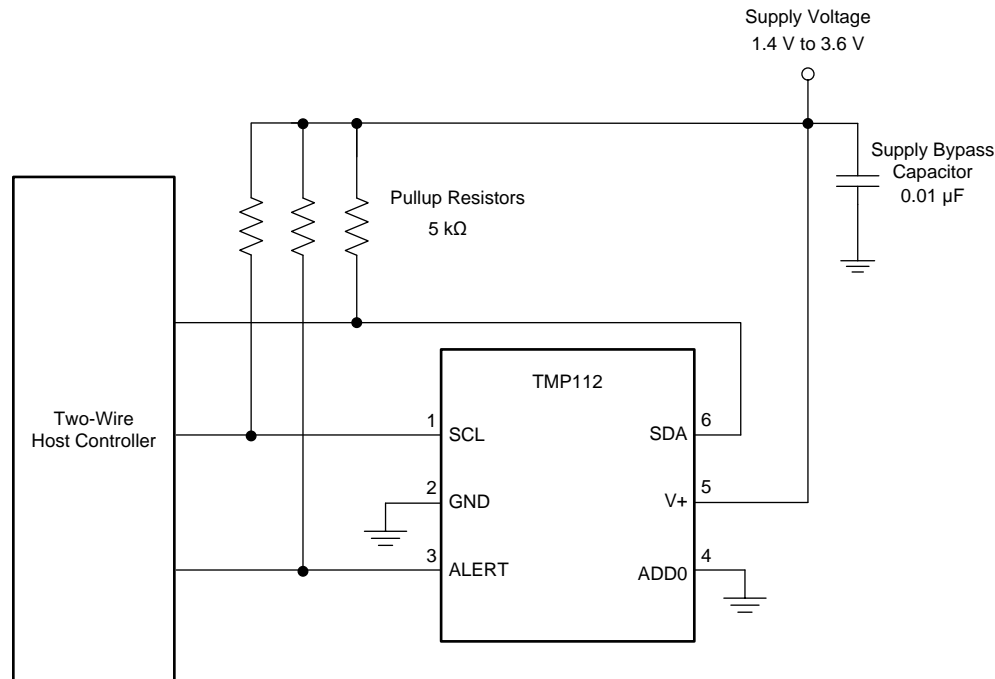 Supply Voltage
1.4 V to 3.6 V
Supply Bypass
Capacitor
0.01 µF
Pullup Resistors
5 kΩ
Two-Wire
Host Controller
TMP112
1
SCL
2
GND
3
ALERT
6
SDA
5
V+
4
ADD0